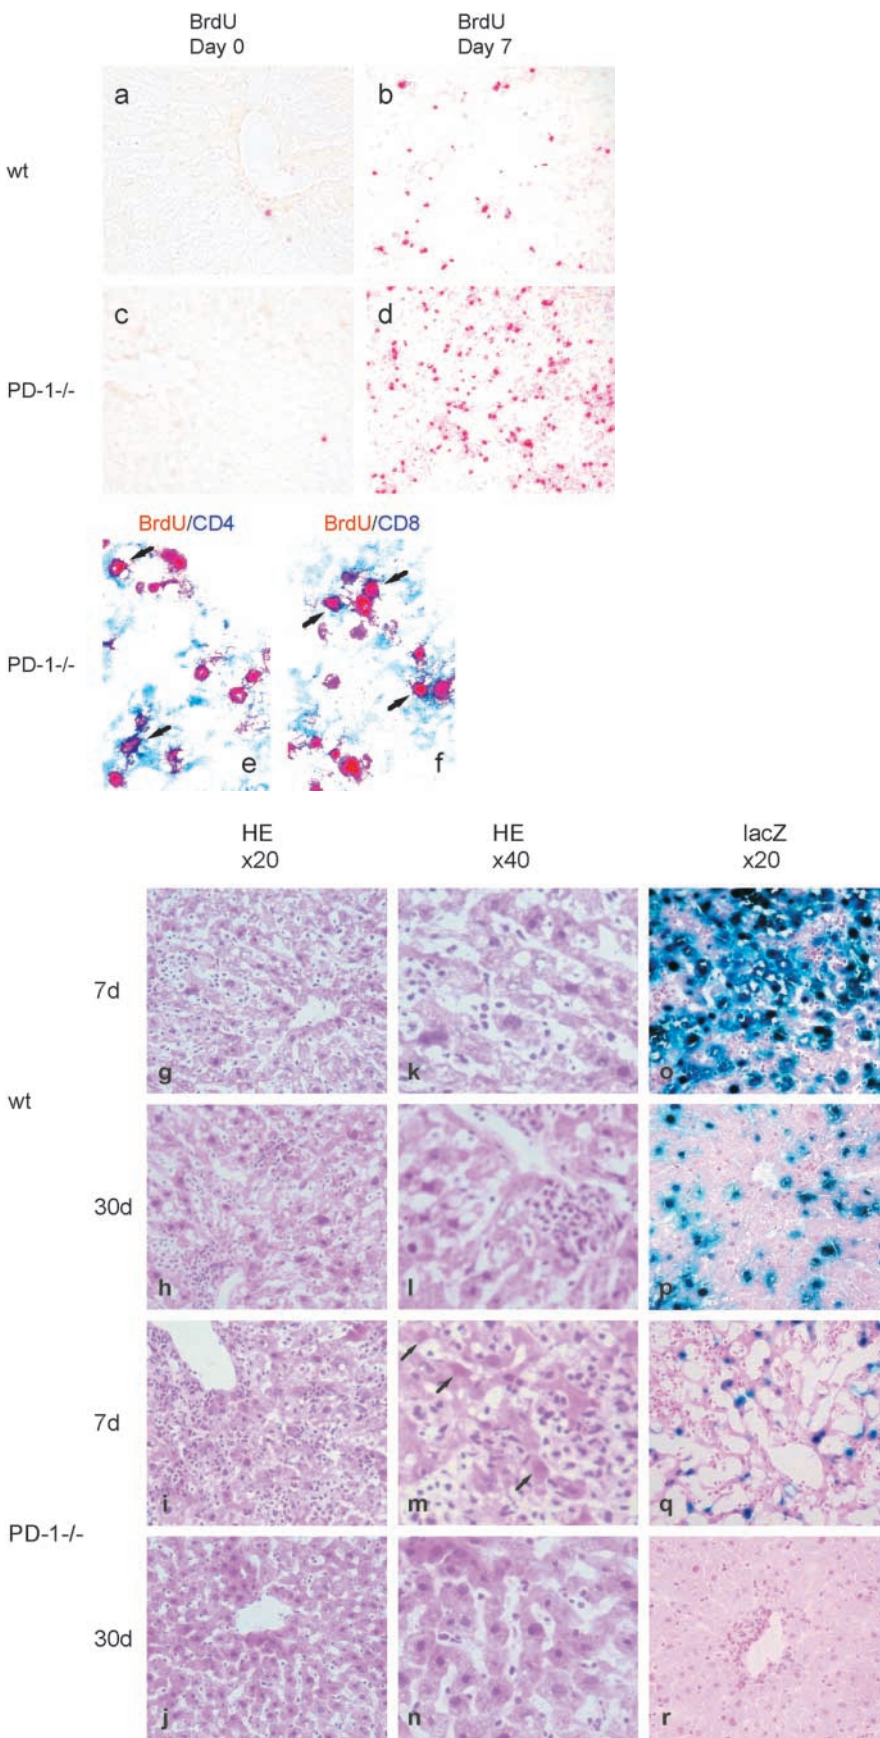 BrdU BrdU
Day 0 Day 7
a b
wt
c d
PD-1-/-
BrdU/CD4 BrdU/CD8
PD-1-/-
e f
HE HE lacZ
x20 x40 x20
7d
g k o
wt
30d
h l p
7d
i m q
PD-1-/-
30d
j n r